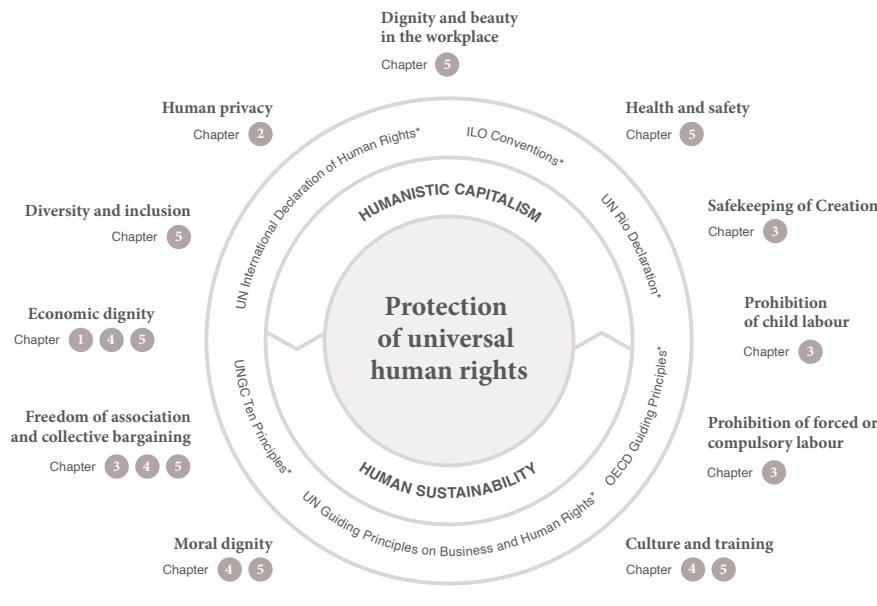 Dignity and beauty
in the workplace
Chapter 5
Human privacy
Chapter 2
Health and safety
Chapter 5
Diversity and inclusion
Chapter 5
Safekeeping of Creation
Chapter 3
Economic dignity
Chapter 1 4 5
Prohibition
of child labour
Chapter 3
Freedom of association
and collective bargaining
Chapter 3 4 5
Prohibition of forced or
compulsory labour
Chapter 3
Moral dignity
Chapter 4 5
Culture and training
Chapter 4 5
UN International Declaration of Human Rights*
ILO Conventions*
UN Rio Declaration*
OECD Guiding Principles*
UN Guiding Principles on Business and Human Rights*
UNGC Ten Principles*
HUMANISTIC CAPITALISM
HUMAN SUSTAINABILITY
Protection
of universal
human rights